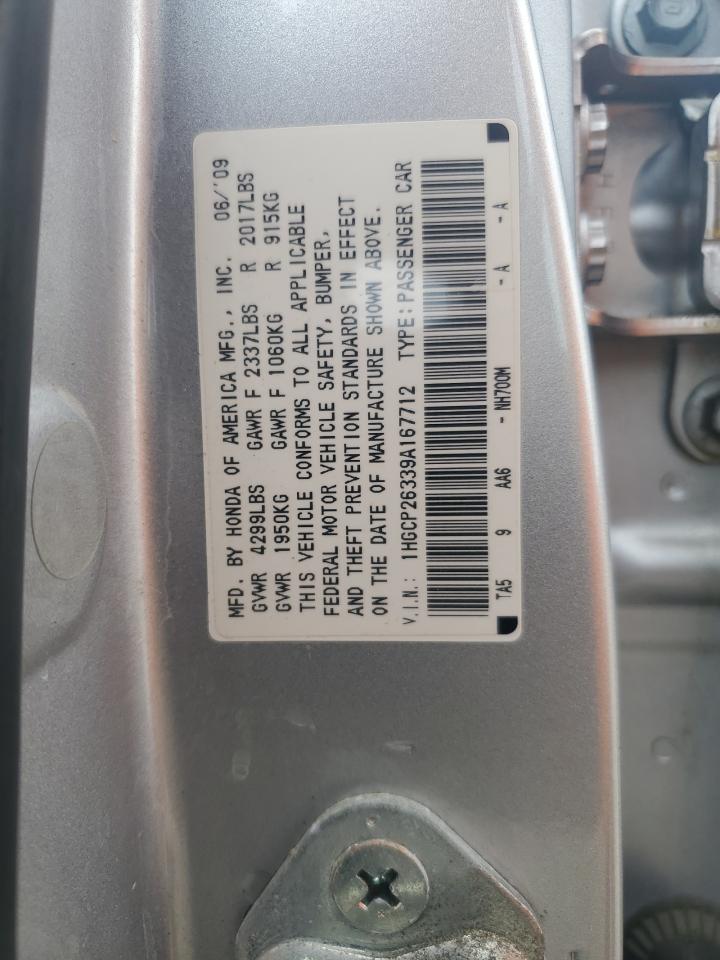 MFD. BY HONDA OF AMERICA MFG., INC. 06/'09
GVWR 4299LBS GAWR F 2337LBS R 2017LBS
GVWR 1950KG GAWR F 1060KG R 915KG
THIS VEHICLE CONFORMS TO ALL APPLICABLE
FEDERAL MOTOR VEHICLE SAFETY, BUMPER,
AND THEFT PREVENTION STANDARDS IN EFFECT
ON THE DATE OF MANUFACTURE SHOWN ABOVE.
V.I.N.: 1HGCP26339A167712 TYPE:PASSENGER CAR
TA5 9 AA6 - NH700M - A - A